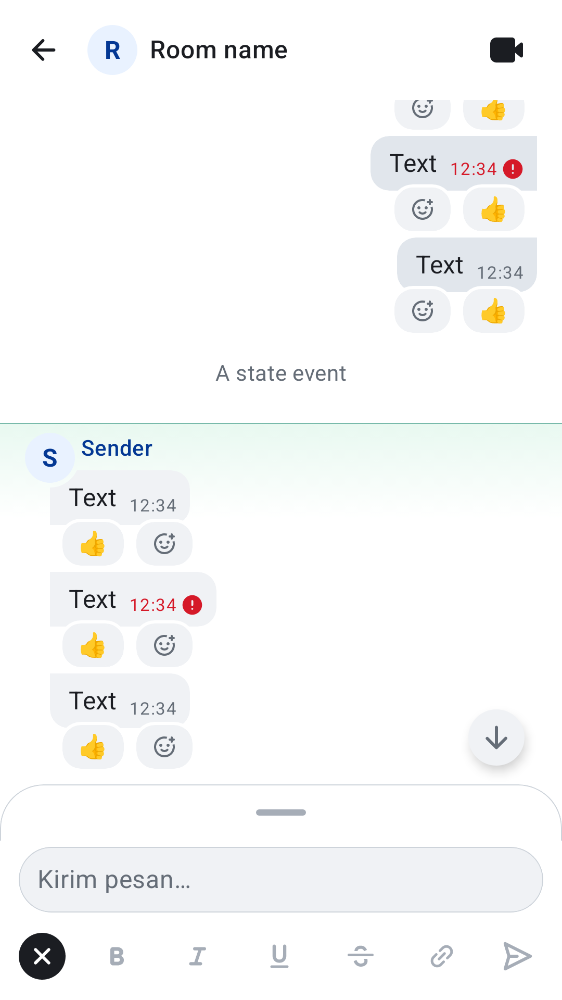 R Room name
Text 12:34
Text 12:34
A state event
S Sender
Text 12:34
Text 12:34
Text 12:34
Kirim pesan…
B I U S